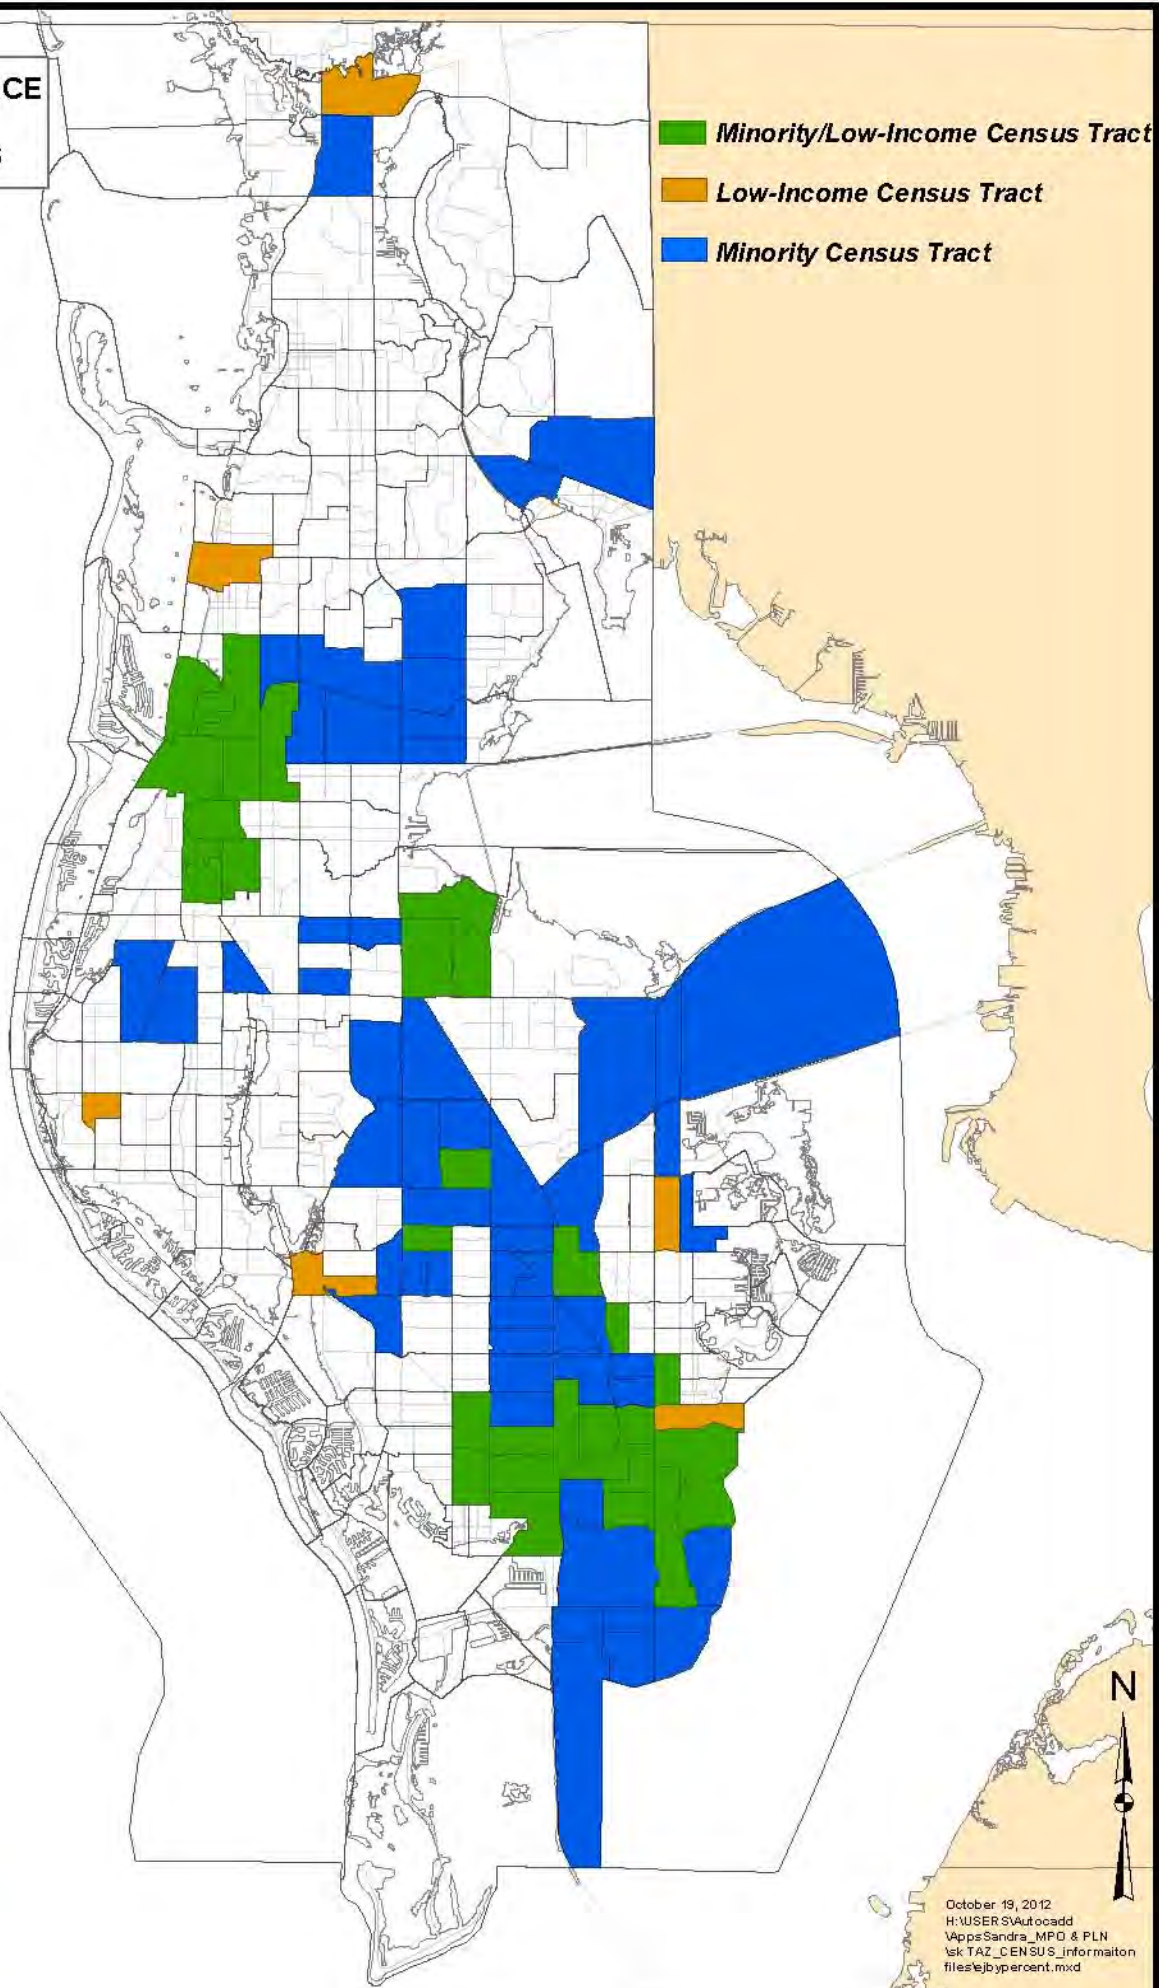 CE
S
Minority/Low-Income Census Tract
Low-Income Census Tract
Minority Census Tract
N
October 19, 2012
H:\USERS\Autocadd
\AppsSandra_MPO & PLN
\sk TAZ_CENSUS_informaiton
files\ejbypercent.mxd